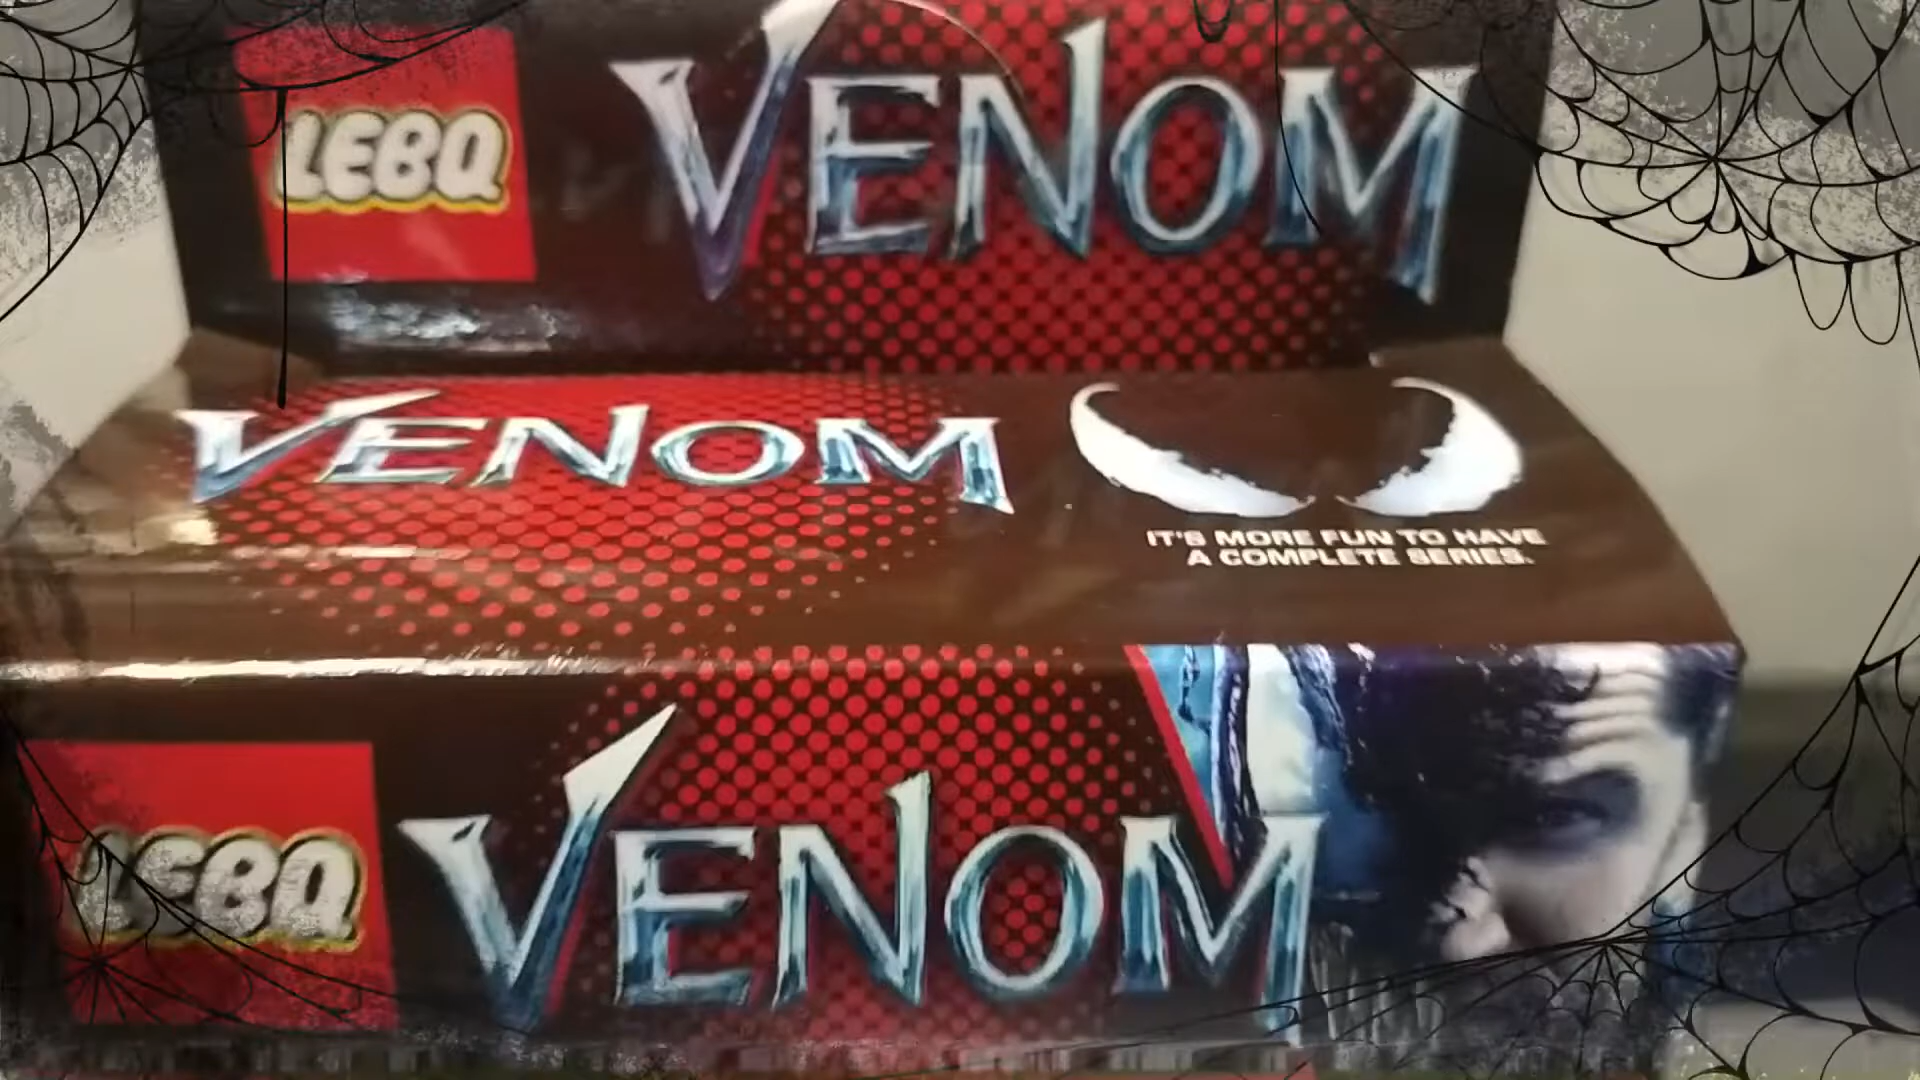 LEBQ
VENOM
VENOM
IT'S MORE FUN TO HAVE
A COMPLETE SERIES.
LEBQ
VENOM